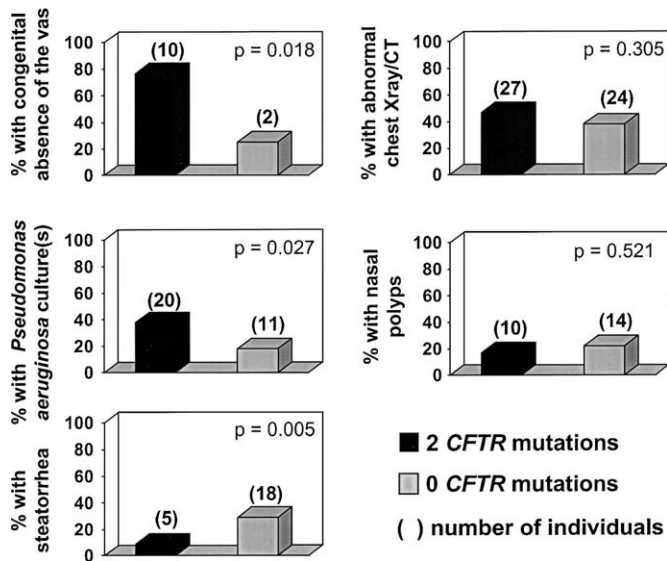 % with congenital
absence of the vas
100
80
60
40
20
0
(10)
(2)
p = 0.018
% with abnormal
chest Xray/CT
100
80
60
40
20
0
(27)
(24)
p = 0.305
% with Pseudomonas
aeruginosa culture(s)
100
80
60
40
20
0
(20)
(11)
p = 0.027
% with nasal
polyps
100
80
60
40
20
0
(10)
(14)
p = 0.521
% with
steatorrhea
100
80
60
40
20
0
(5)
(18)
p = 0.005
2 CFTR mutations
0 CFTR mutations
( ) number of individuals